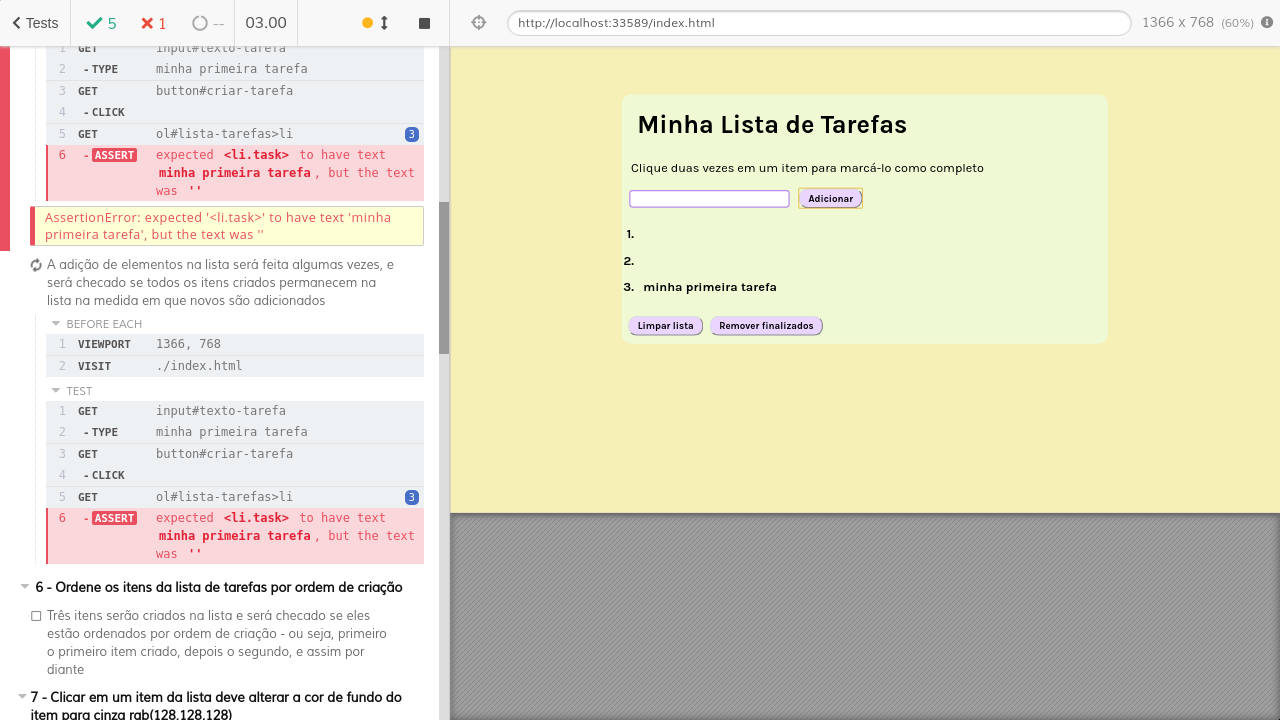 Tests 5 1 -- 03.00 http://localhost:33589/index.html 1366 x 768 (60%)
1 GET input#texto-tarefa
2 - TYPE minha primeira tarefa
3 GET button#criar-tarefa
4 - CLICK
5 GET ol#lista-tarefas>li 3
6 - ASSERT expected <li.task> to have text
minha primeira tarefa, but the text
was ''
AssertionError: expected '<li.task>' to have text 'minha
primeira tarefa', but the text was ''
A adição de elementos na lista será feita algumas vezes, e
será checado se todos os itens criados permecem na
lista na medida em que novos são adicionados
BEFORE EACH
1 VIEWPORT 1366, 768
2 VISIT ./index.html
TEST
1 GET input#texto-tarefa
2 - TYPE minha primeira tarefa
3 GET button#criar-tarefa
4 - CLICK
5 GET ol#lista-tarefas>li 3
6 - ASSERT expected <li.task> to have text
minha primeira tarefa, but the text
was ''
6 - Ordene os itens da lista de tarefas por ordem de criação
Três itens serão criados na lista e será checado se eles
estão ordenados por ordem de criação - ou seja, primeiro
o primeiro item criado, depois o segundo, e assim por
diante
7 - Clicar em um item da lista deve alterar a cor de fundo do
item para cinza rgb(128,128,128)
Minha Lista de Tarefas
Clique duas vezes em um item para marcá-lo como completo
Adicionar
1.
2.
3. minha primeira tarefa
Limpar lista Remover finalizados